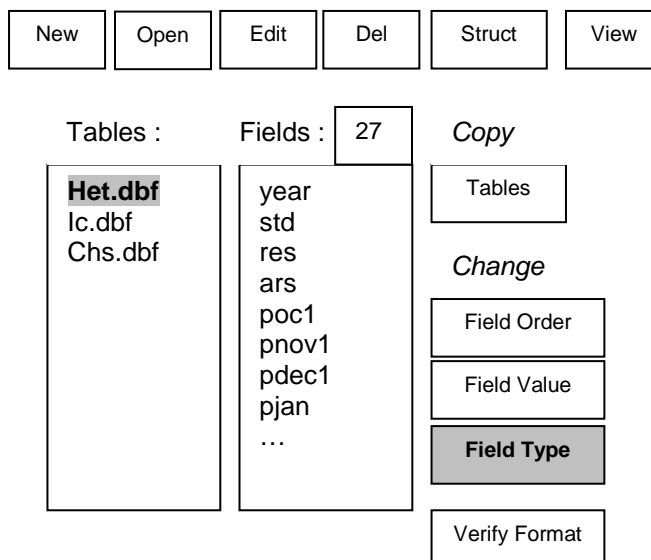 New Open Edit Del Struct View
Tables : Fields : 27 Copy
Het.dbf year Tables
Ic.dbf std
Chs.dbf res Change
ars
poc1 Field Order
pnov1
pdec1 Field Value
pjan
… Field Type
Verify Format